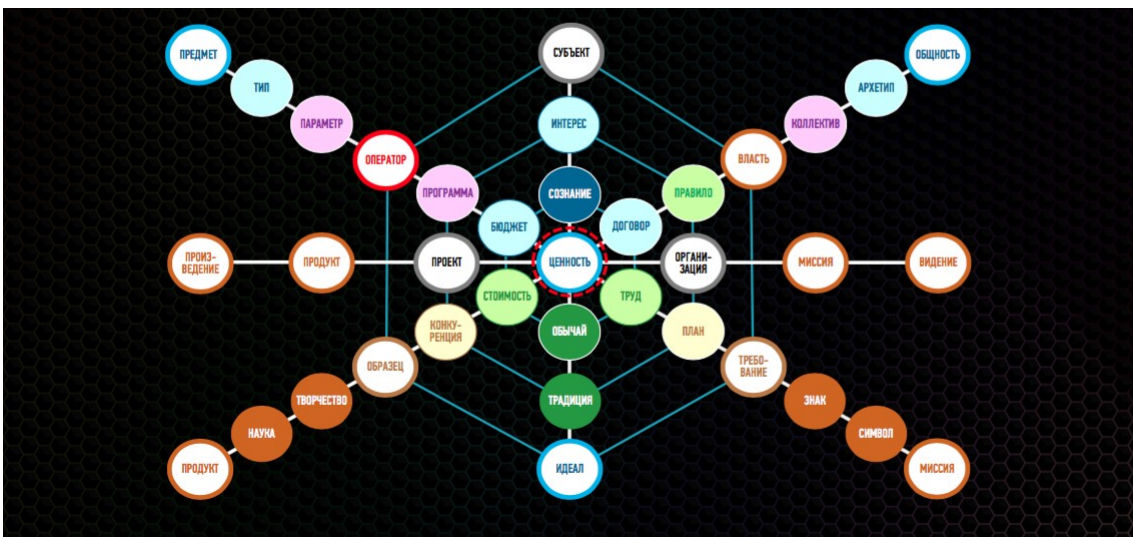 ПРЕДМЕТ
СУБЪЕКТ
ОБЩНОСТЬ
ТИП
АРХЕТИП
ПАРАМЕТР
ИНТЕРЕС
КОЛЛЕКТИВ
ОПЕРАТОР
ВЛАСТЬ
ПРОГРАММА
СОЗНАНИЕ
ПРАВИЛО
БЮДЖЕТ
ДОГОВОР
ПРОИЗ-
ВЕДЕНИЕ
ПРОДУКТ
ПРОЕКТ
ЦЕННОСТЬ
ОРГАНИ-
ЗАЦИЯ
МИССИЯ
ВИДЕНИЕ
СТОИМОСТЬ
ТРУД
КОНКУ-
РЕНЦИЯ
ОБЫЧАЙ
ПЛАН
ОБРАЗЕЦ
ТРЕБО-
ВАНИЕ
ТВОРЧЕСТВО
ТРАДИЦИЯ
ЗНАК
НАУКА
СИМВОЛ
ПРОДУКТ
ИДЕАЛ
МИССИЯ